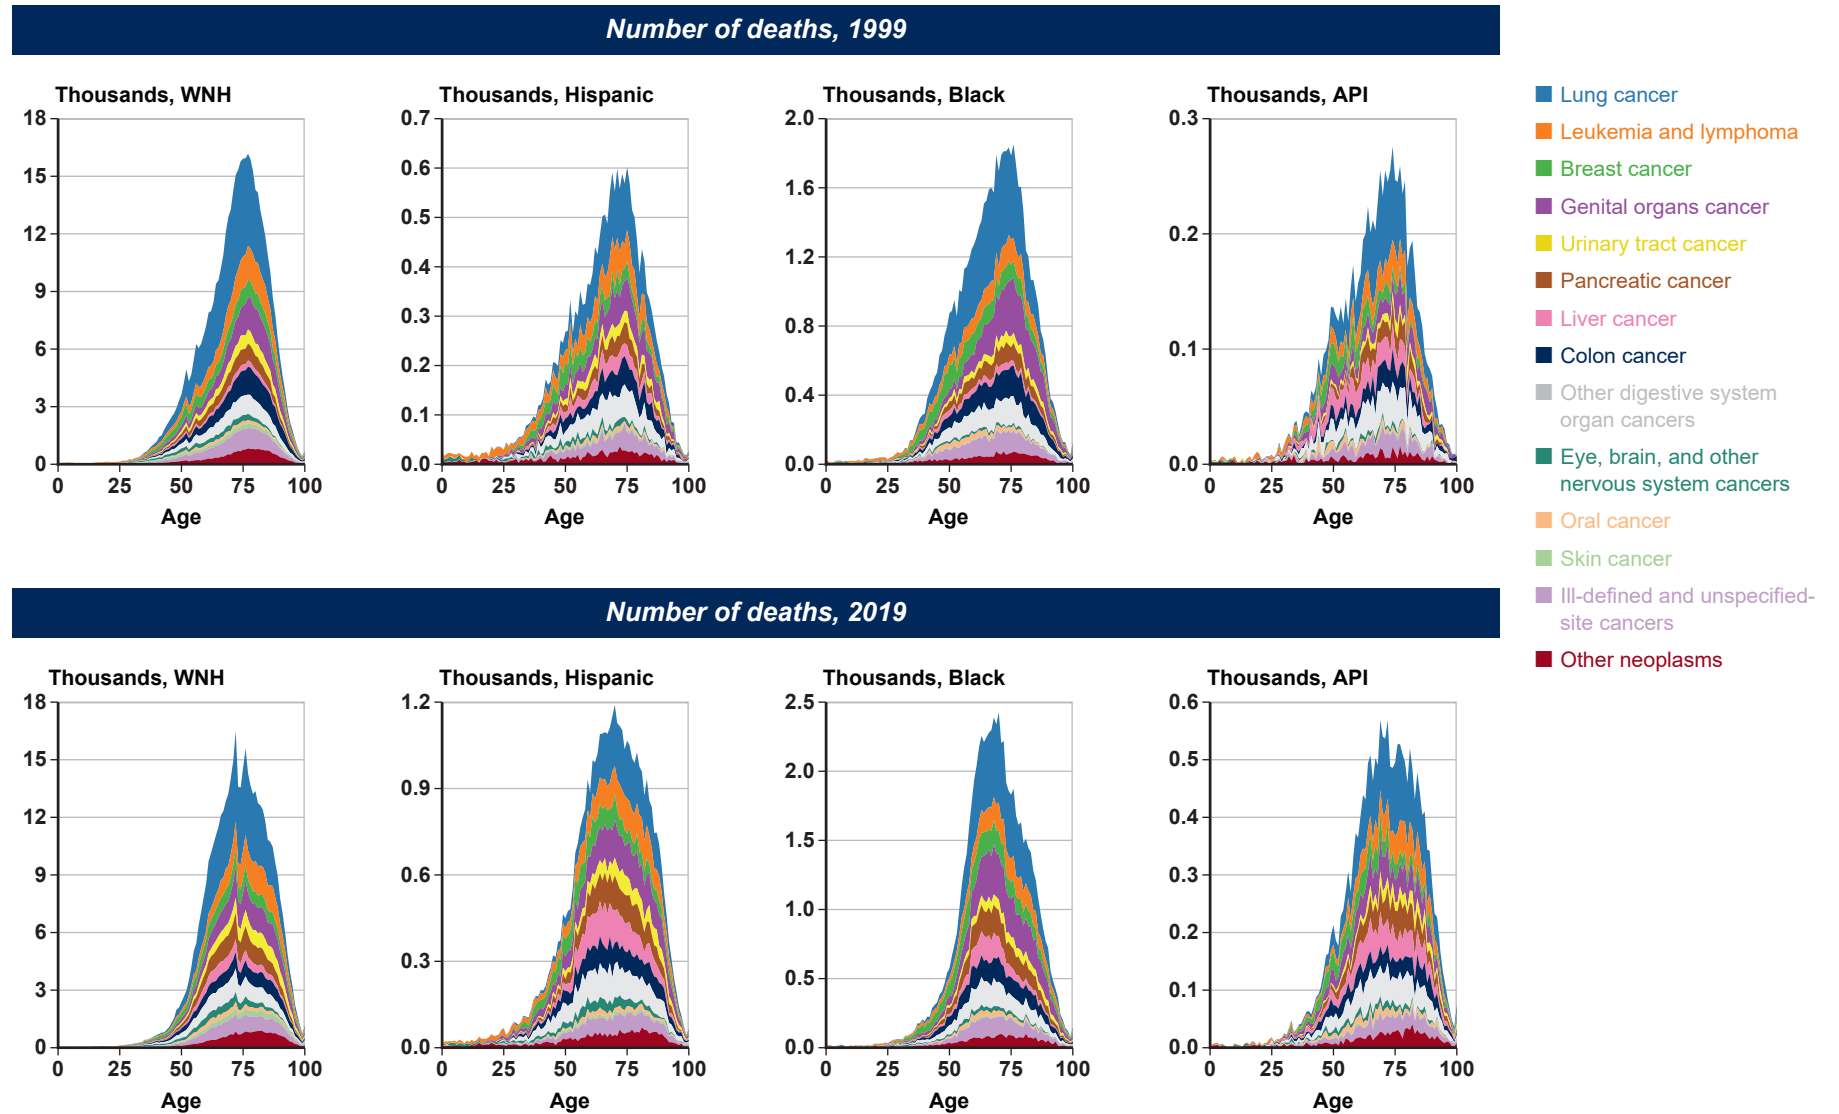 Number of deaths, 1999
Thousands, WNH
18
15
12
9
6
3
0
0 25 50 75 100
Age
Thousands, Hispanic
0.7
0.6
0.5
0.4
0.3
0.2
0.1
0.0
0 25 50 75 100
Age
Thousands, Black
2.0
1.6
1.2
0.8
0.4
0.0
0 25 50 75 100
Age
Thousands, API
0.3
0.2
0.1
0.0
0 25 50 75 100
Age
Lung cancer
Leukemia and lymphoma
Breast cancer
Genital organs cancer
Urinary tract cancer
Pancreatic cancer
Liver cancer
Colon cancer
Other digestive system
organ cancers
Eye, brain, and other
nervous system cancers
Oral cancer
Skin cancer
Ill-defined and unspecified-
site cancers
Other neoplasms
Number of deaths, 2019
Thousands, WNH
18
15
12
9
6
3
0
0 25 50 75 100
Age
Thousands, Hispanic
1.2
0.9
0.6
0.3
0.0
0 25 50 75 100
Age
Thousands, Black
2.5
2.0
1.5
1.0
0.5
0.0
0 25 50 75 100
Age
Thousands, API
0.6
0.5
0.4
0.3
0.2
0.1
0.0
0 25 50 75 100
Age